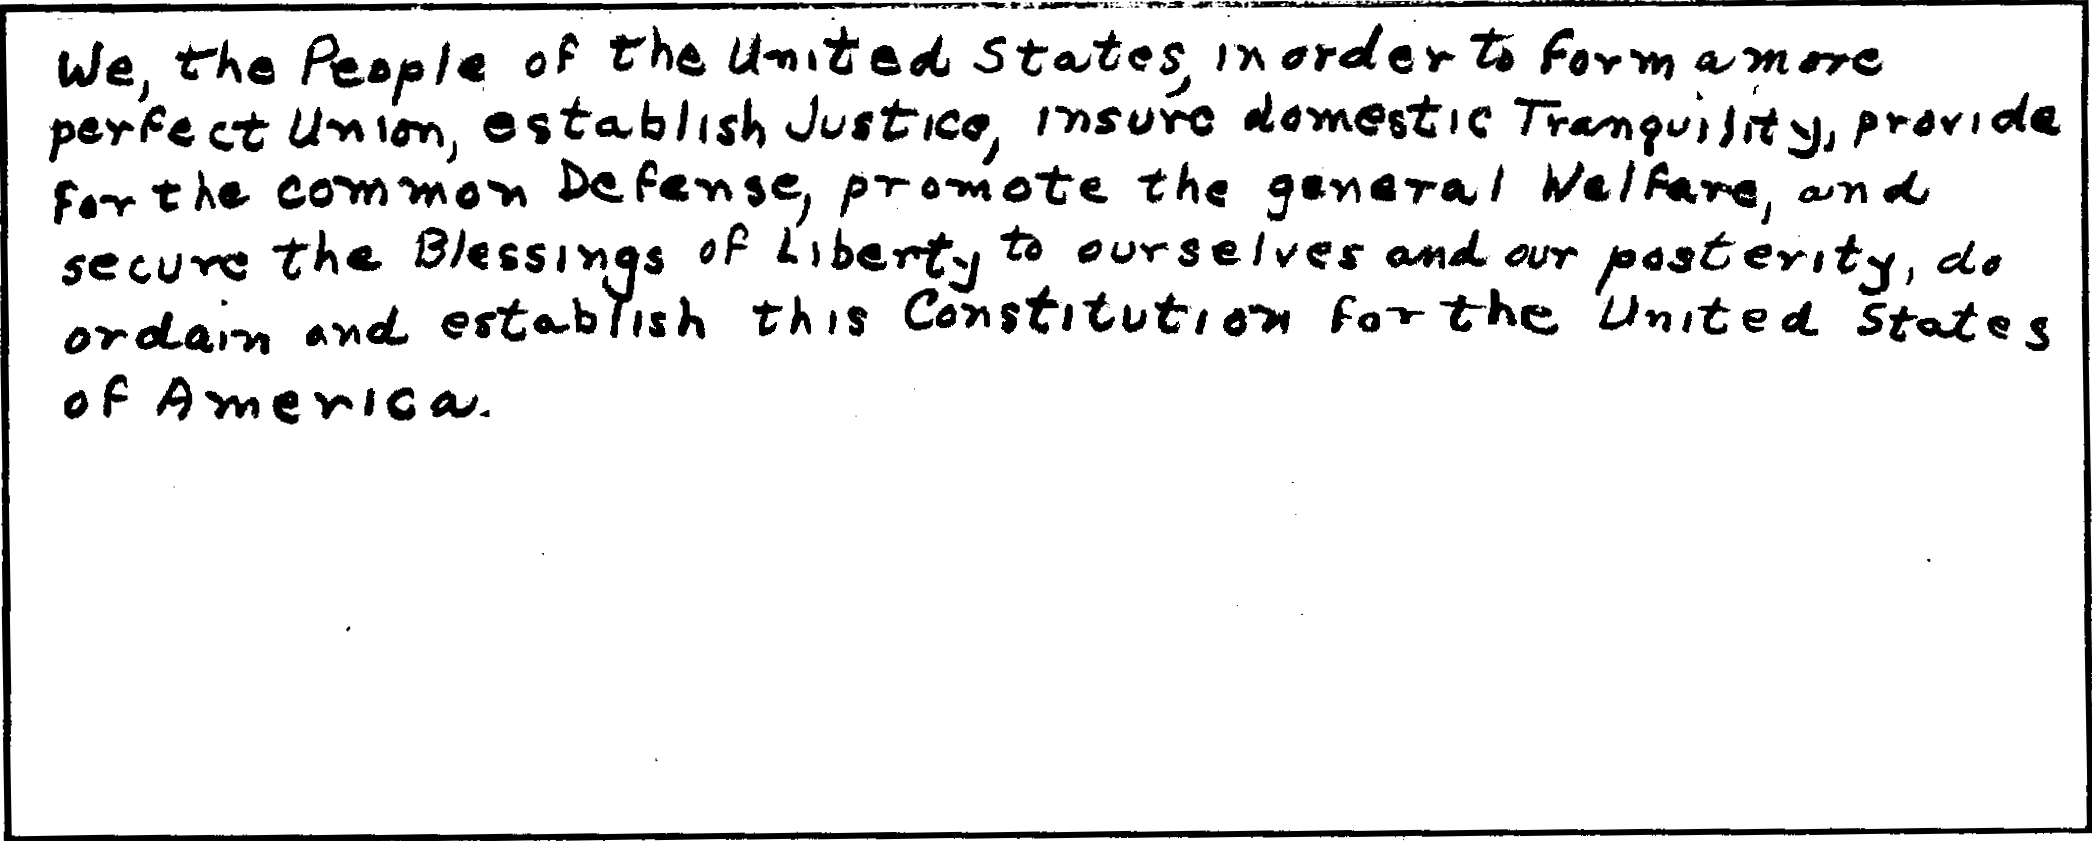 We, the People of the United States, in order to form a more
perfect Union, establish Justice, insure domestic Tranquility, provide
for the common Defense, promote the general Welfare, and
secure the Blessings of Liberty to ourselves and our posterity, do
ordain and establish this Constitution for the United States
of America.